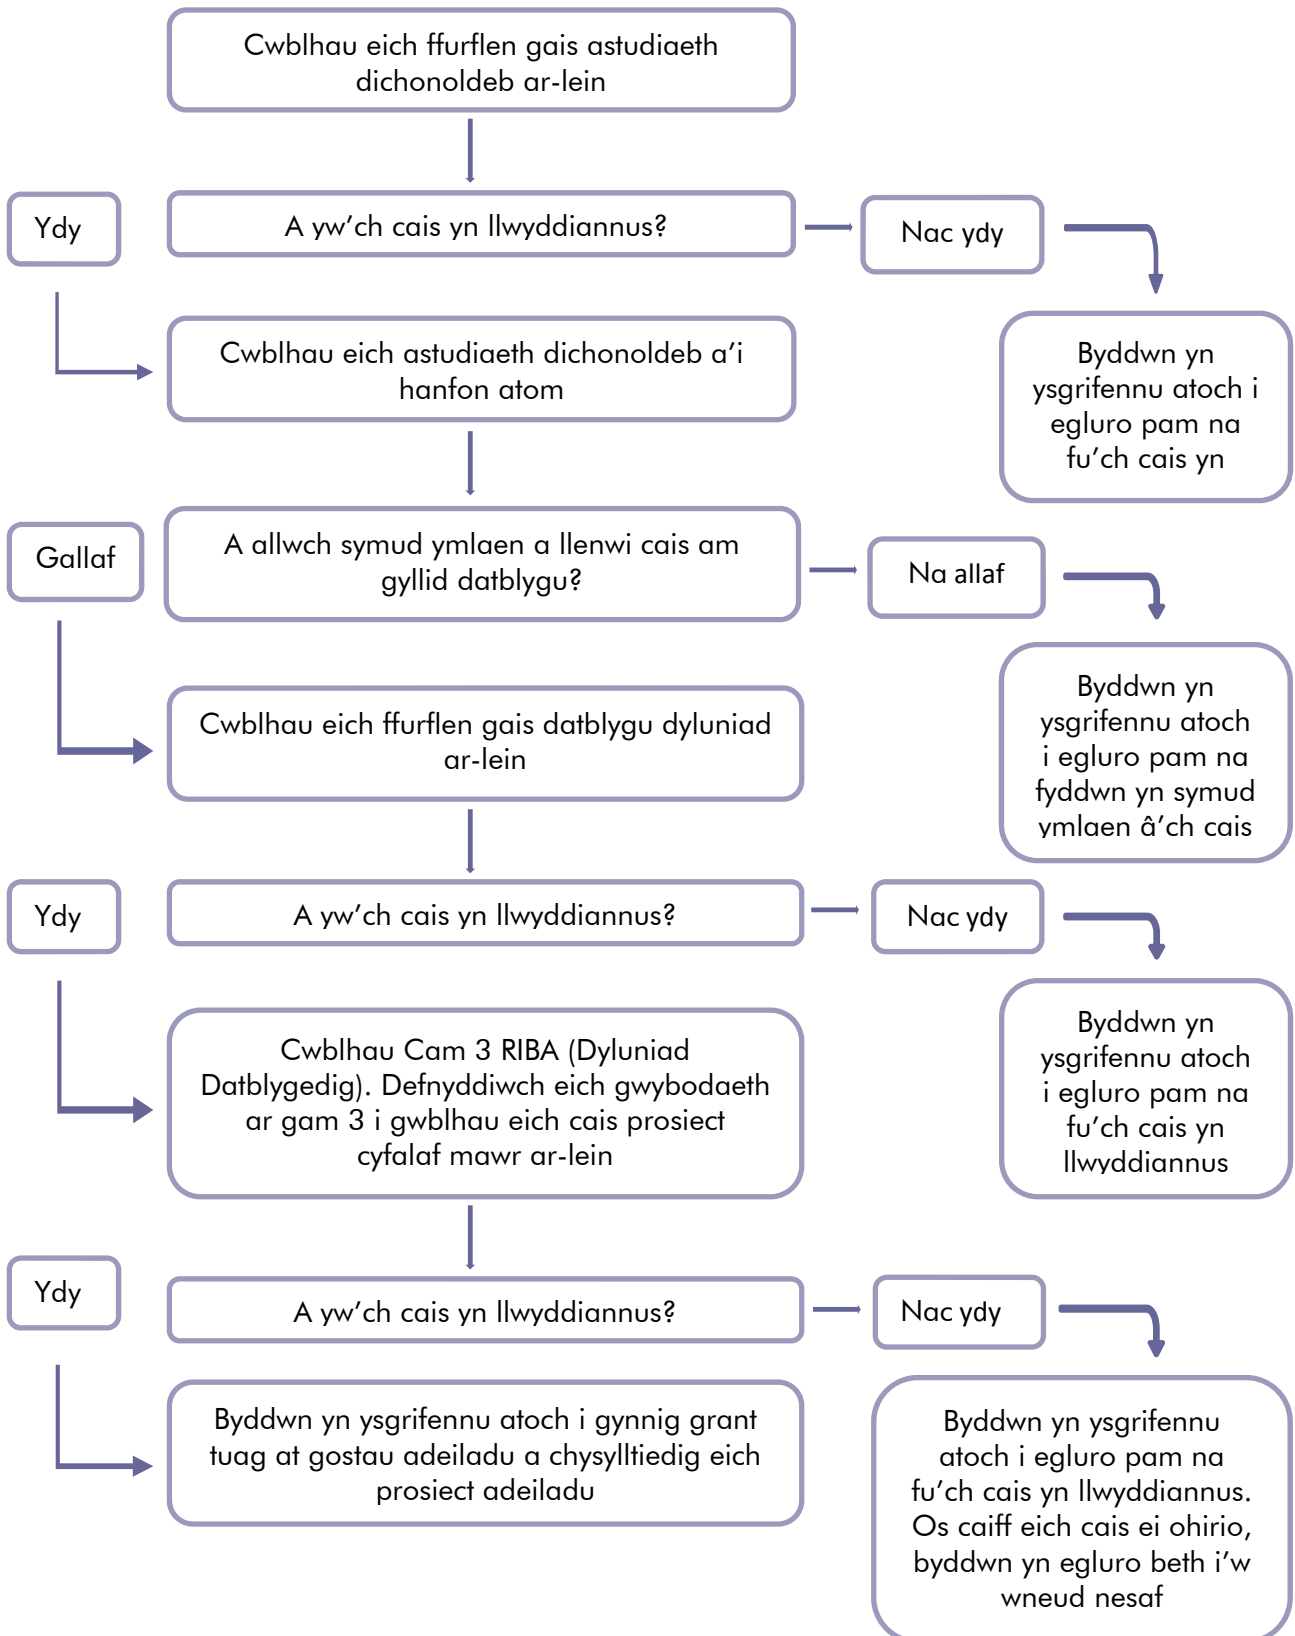 Cwblhau eich ffurflen gais astudiaeth
dichonoldeb ar-lein
Ydy
A yw’ch cais yn llwyddiannus?
Nac ydy
Cwblhau eich astudiaeth dichonoldeb a’i
hanfon atom
Byddwn yn
ysgrifennu atoch i
egluro pam na
fu’ch cais yn
Gallaf
A allwch symud ymlaen a llenwi cais am
gyllid datblygu?
Na allaf
Cwblhau eich ffurflen gais datblygu dyluniad
ar-lein
Byddwn yn
ysgrifennu atoch
i egluro pam na
fyddwn yn symud
ymlaen â’ch cais
Ydy
A yw’ch cais yn llwyddiannus?
Nac ydy
Cwblhau Cam 3 RIBA (Dyluniad
Datblygedig). Defnyddiwch eich gwybodaeth
ar gam 3 i gwblhau eich cais prosiect
cyfalaf mawr ar-lein
Byddwn yn
ysgrifennu atoch
i egluro pam na
fu’ch cais yn
llwyddiannus
Ydy
A yw’ch cais yn llwyddiannus?
Nac ydy
Byddwn yn ysgrifennu atoch i gynnig grant
tuag at gostau adeiladu a chysylltiedig eich
prosiect adeiladu
Byddwn yn ysgrifennu
atoch i egluro pam na
fu’ch cais yn llwyddiannus.
Os caiff eich cais ei ohirio,
byddwn yn egluro beth i’w
wneud nesaf